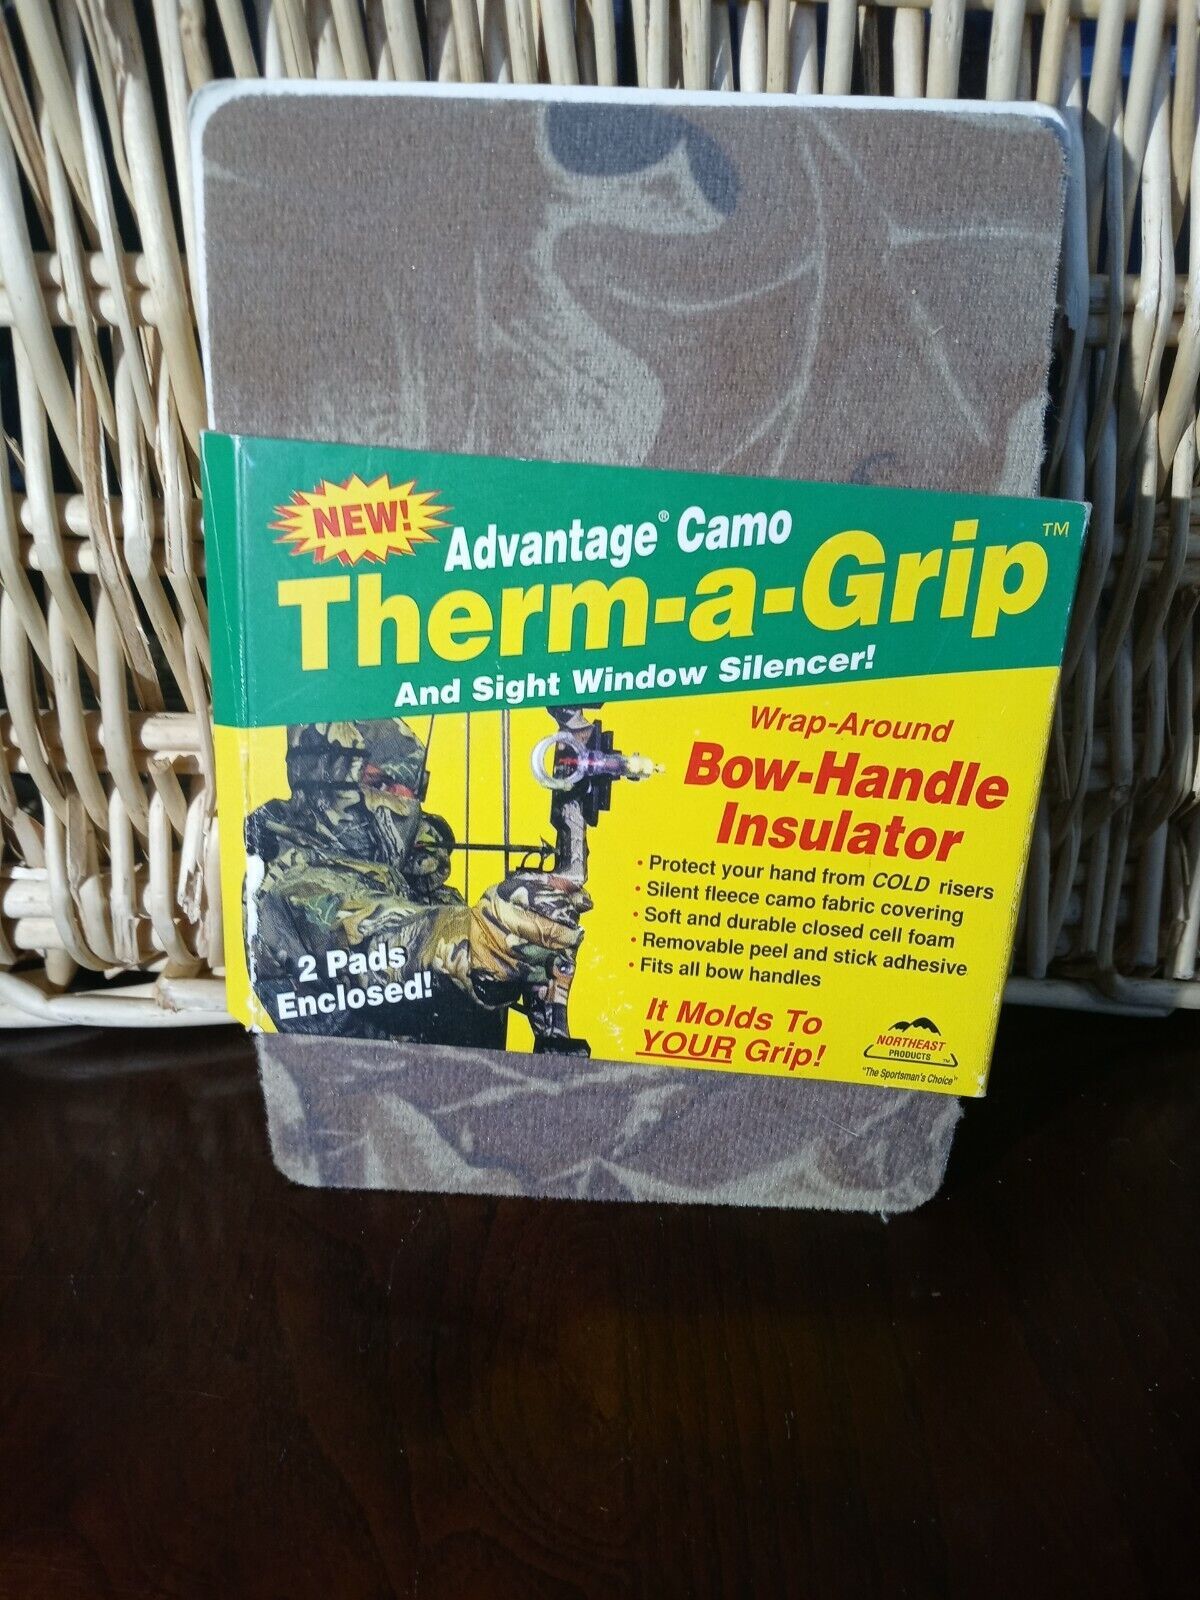 NEW!
Advantage® Camo
Therm-a-Grip™
And Sight Window Silencer!
Wrap-Around
Bow-Handle
Insulator
• Protect your hand from COLD risers
• Silent fleece camo fabric covering
• Soft and durable closed cell foam
• Removable peel and stick adhesive
• Fits all bow handles
2 Pads
Enclosed!
It Molds To
YOUR Grip!
NORTHEAST
PRODUCTS ™
"The Sportsman's Choice"